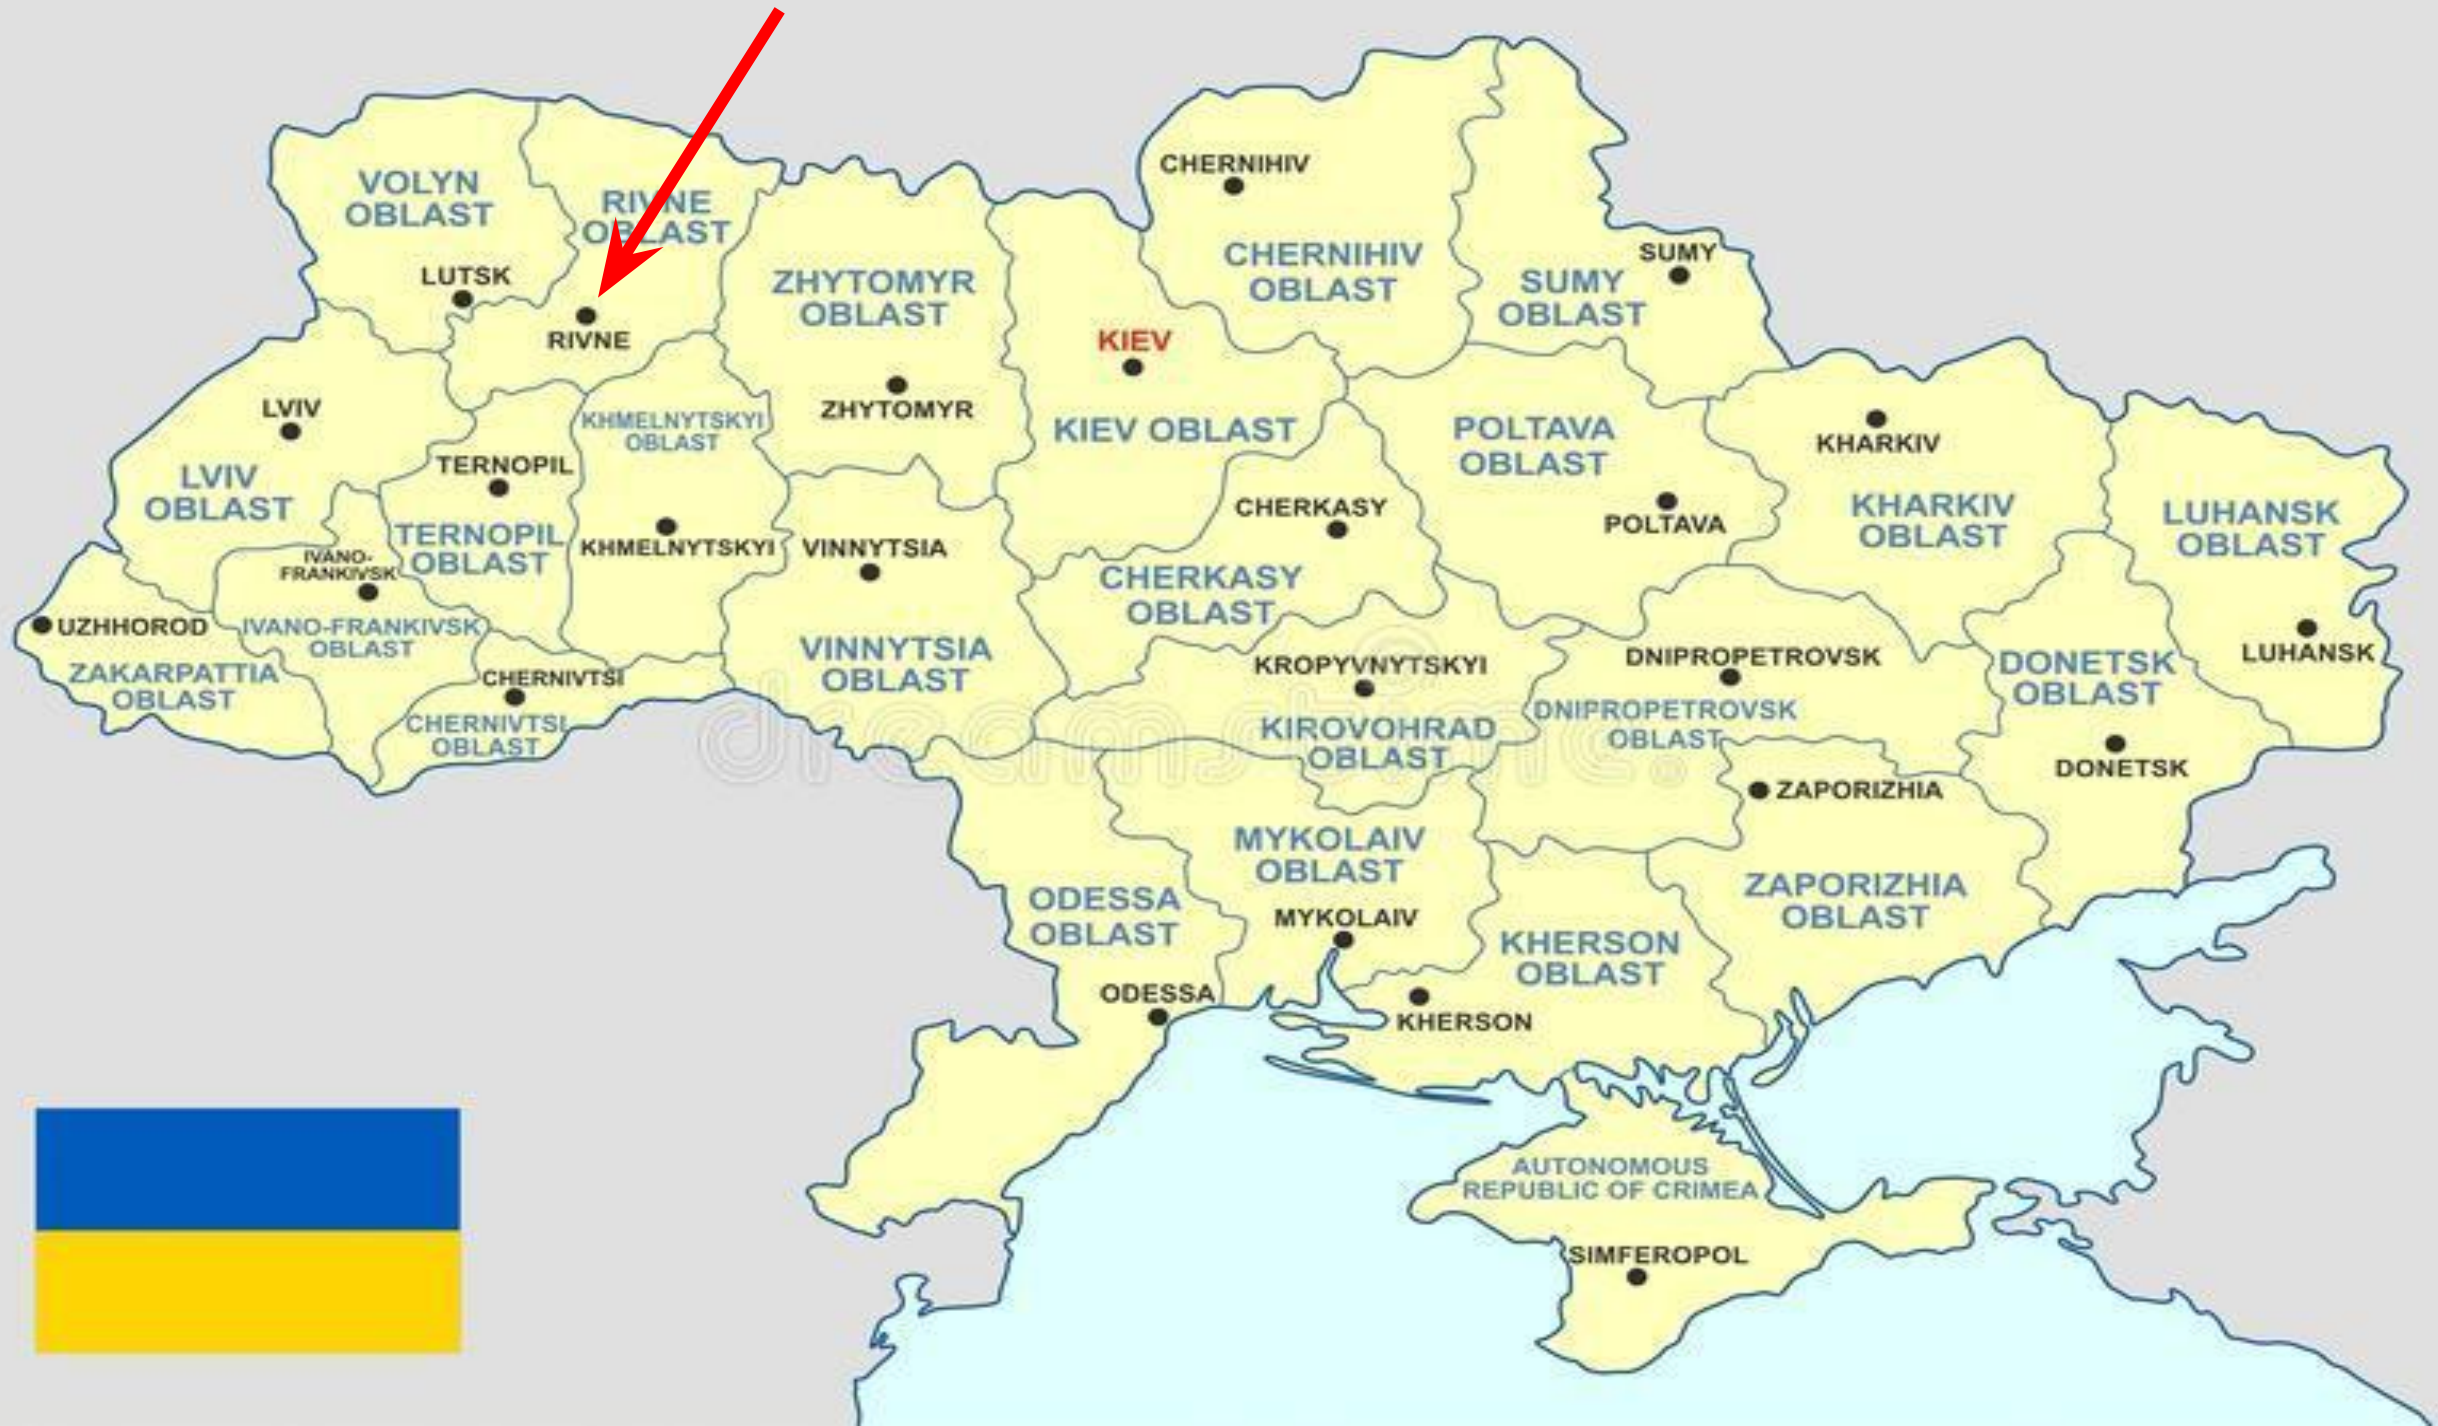 CHERNIHIV
VOLYN
OBLAST
RIVNE
OBLAST
LUTSK
RIVNE
ZHYTOMYR
OBLAST
ZHYTOMYR
CHERNIHIV
OBLAST
SUMY
SUMY
OBLAST
KIEV
KIEV OBLAST
LVIV
LVIV
OBLAST
KHMELNYTSKYI
OBLAST
TERNOPIL
TERNOPIL
OBLAST
KHMELNYTSKYI
VINNYTSIA
VINNYTSIA
OBLAST
POLTAVA
OBLAST
POLTAVA
KHARKIV
KHARKIV
OBLAST
LUHANSK
OBLAST
LUHANSK
CHERKASY
CHERKASY
OBLAST
IVANO-
FRANKIVSK
IVANO-FRANKIVSK
OBLAST
UZHHOROD
ZAKARPATTIA
OBLAST
CHERNIVTSI
CHERNIVTSI
OBLAST
KROPYVNYTSKYI
KIROVOHRAD
OBLAST
DNIPROPETROVSK
DNIPROPETROVSK
OBLAST
DONETSK
OBLAST
DONETSK
dreamstime
ZAPORIZHIA
ZAPORIZHIA
OBLAST
MYKOLAIV
OBLAST
MYKOLAIV
ODESSA
OBLAST
ODESSA
KHERSON
OBLAST
KHERSON
AUTONOMOUS
REPUBLIC OF CRIMEA
SIMFEROPOL